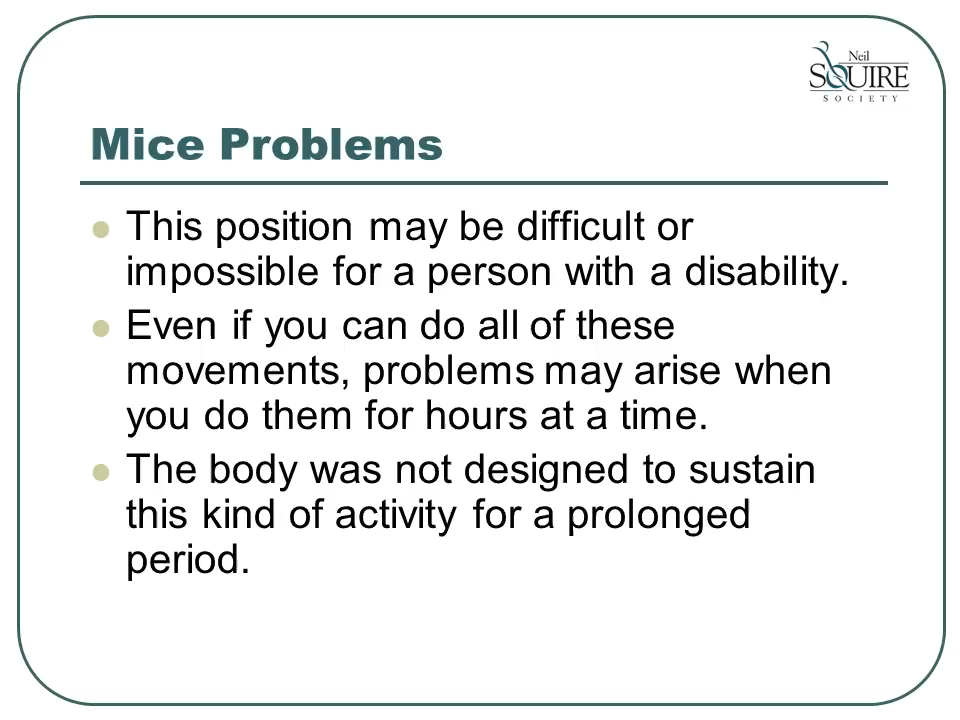 Neil
SQUIRE
SOCIETY
Mice Problems
This position may be difficult or
impossible for a person with a disability.
Even if you can do all of these
movements, problems may arise when
you do them for hours at a time.
The body was not designed to sustain
this kind of activity for a prolonged
period.